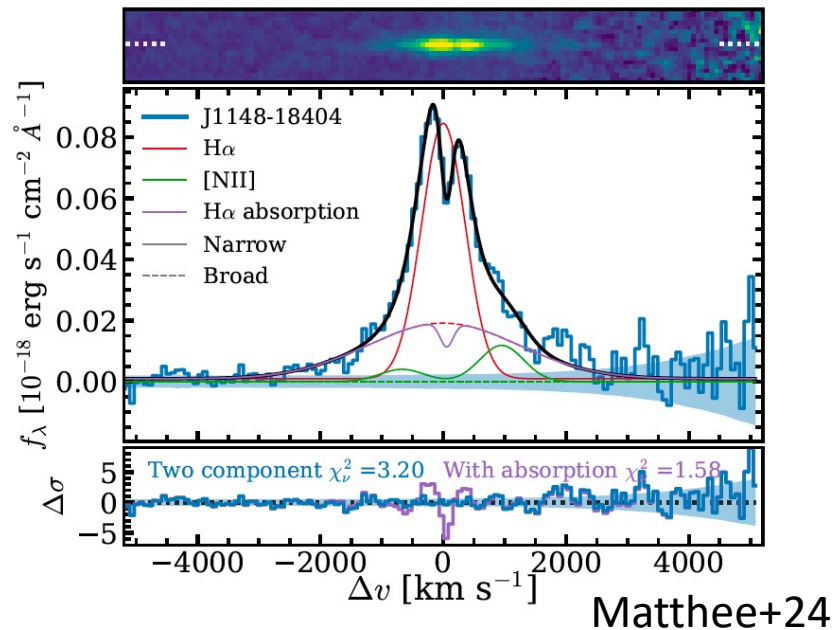 J1148-18404
Hα
[NII]
Hα absorption
Narrow
Broad
f_λ [10⁻¹⁸ erg s⁻¹ cm⁻² Å⁻¹]
0.08
0.06
0.04
0.02
0.00
Two component χ²_ν =3.20 With absorption χ² =1.58
Δσ
5
0
−5
−4000 −2000 0 2000 4000
Δv [km s⁻¹]
Matthee+24